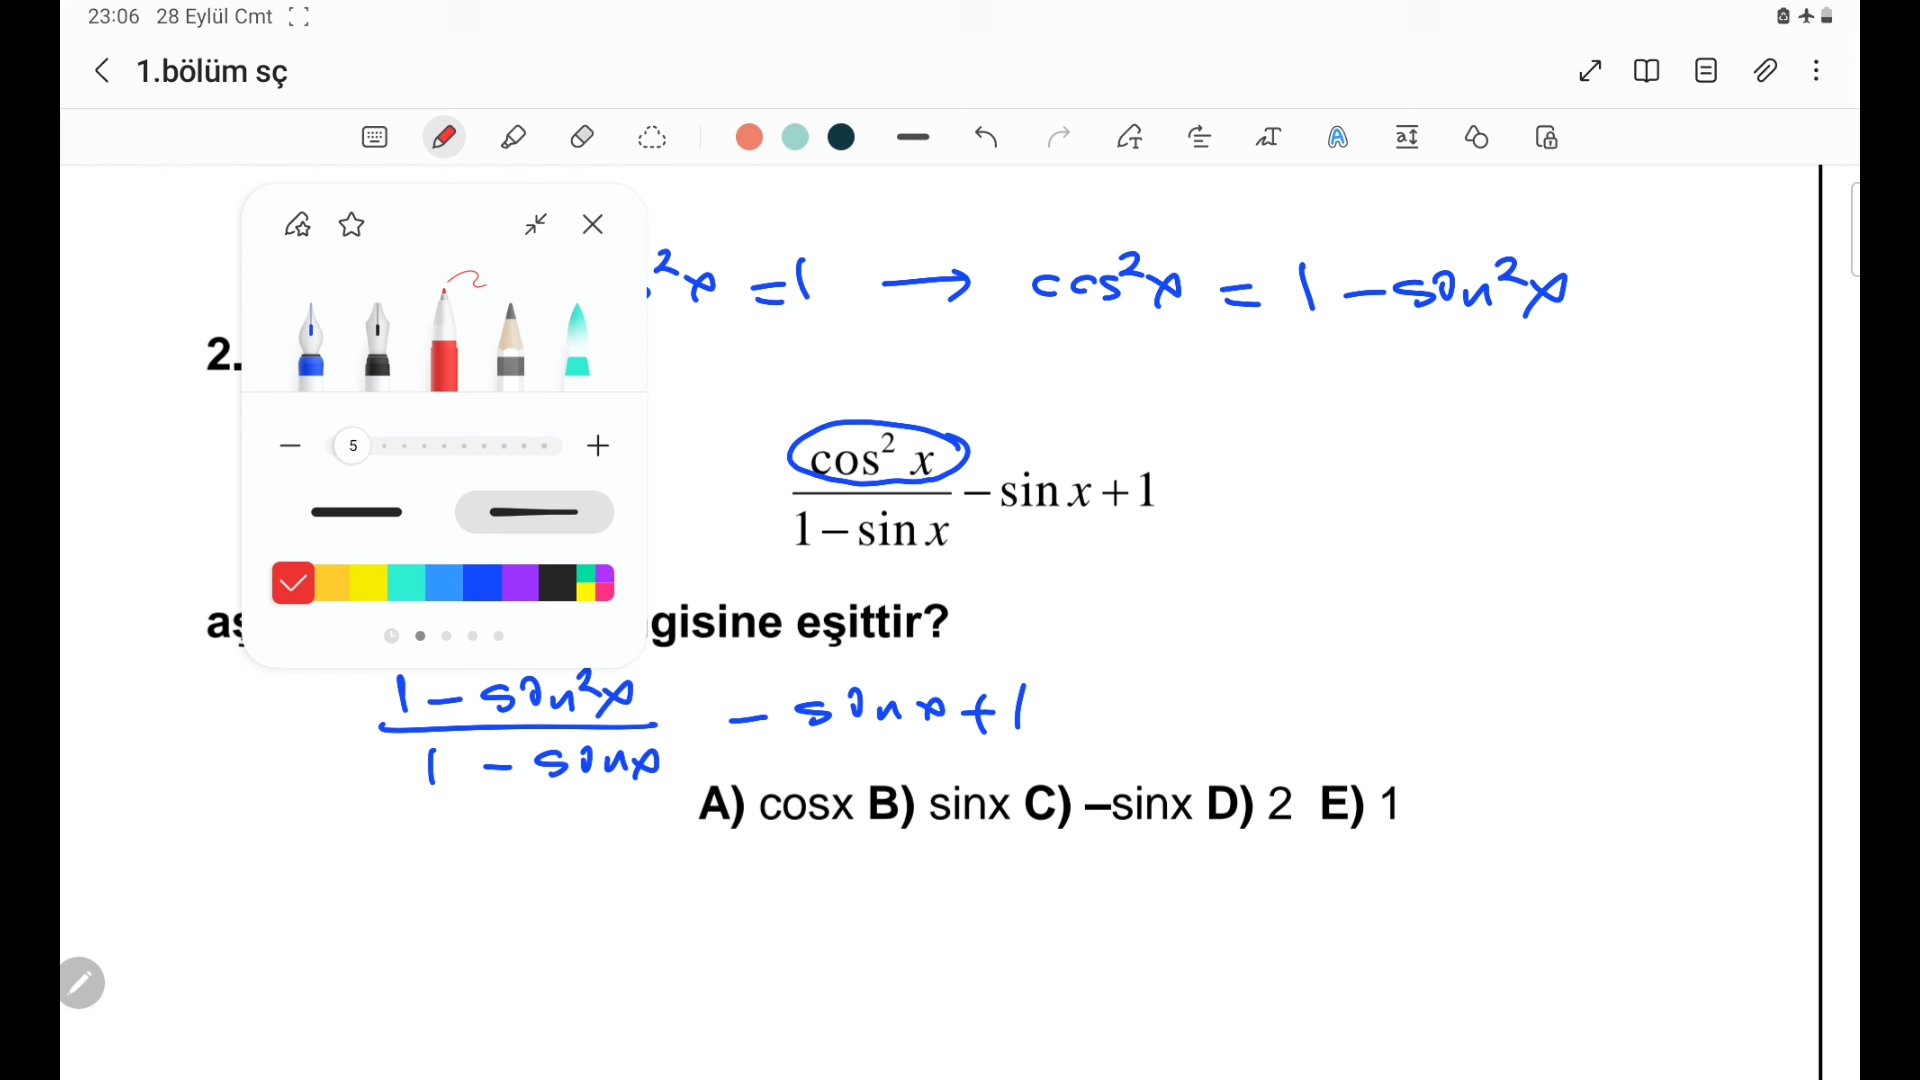 23:06 28 Eylül Cmt
1.bölüm sç
²x = 1 → cos²x = 1 - sin²x
2.
5
cos² x
1 – sin x
– sin x + 1
gisine eşittir?
1 - sin²x
1 - sinx
- sinx + 1
A) cosx B) sinx C) –sinx D) 2 E) 1